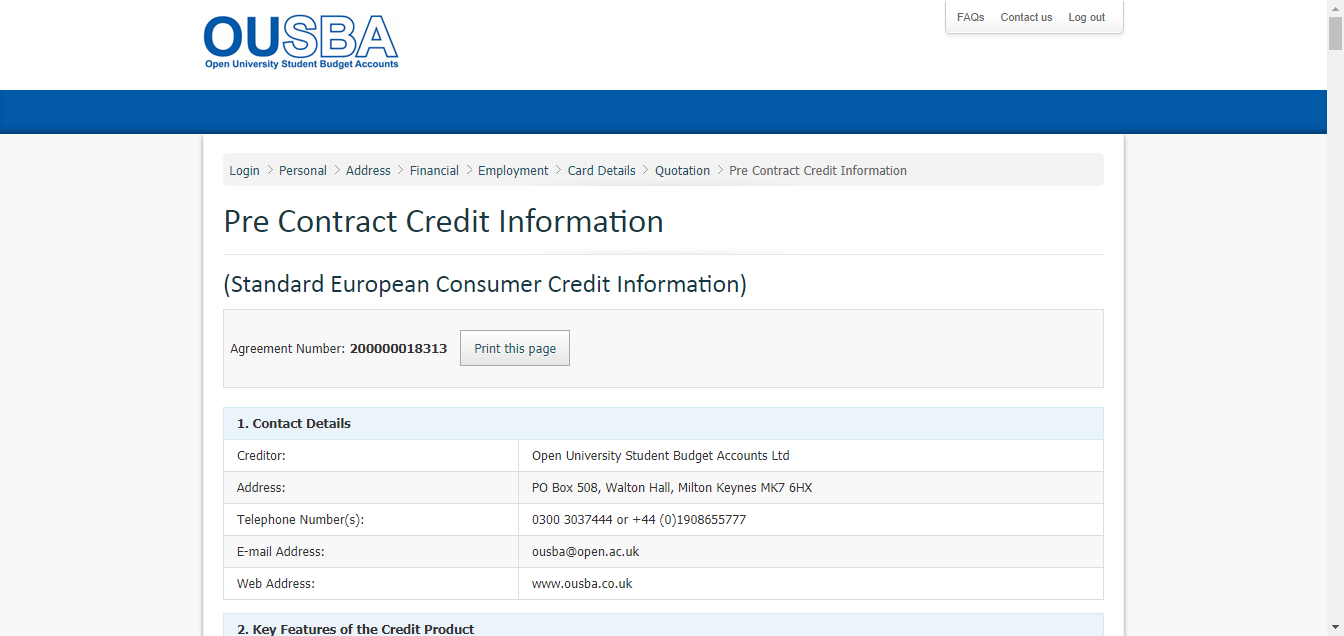 OUSBA
Open University Student Budget Accounts
FAQs Contact us Log out
Login > Personal > Address > Financial > Employment > Card Details > Quotation > Pre Contract Credit Information
Pre Contract Credit Information
(Standard European Consumer Credit Information)
Agreement Number: 200000018313 Print this page
1. Contact Details
Creditor: Open University Student Budget Accounts Ltd
Address: PO Box 508, Walton Hall, Milton Keynes MK7 6HX
Telephone Number(s): 0300 3037444 or +44 (0)1908655777
E-mail Address: ousba@open.ac.uk
Web Address: www.ousba.co.uk
2. Key Features of the Credit Product